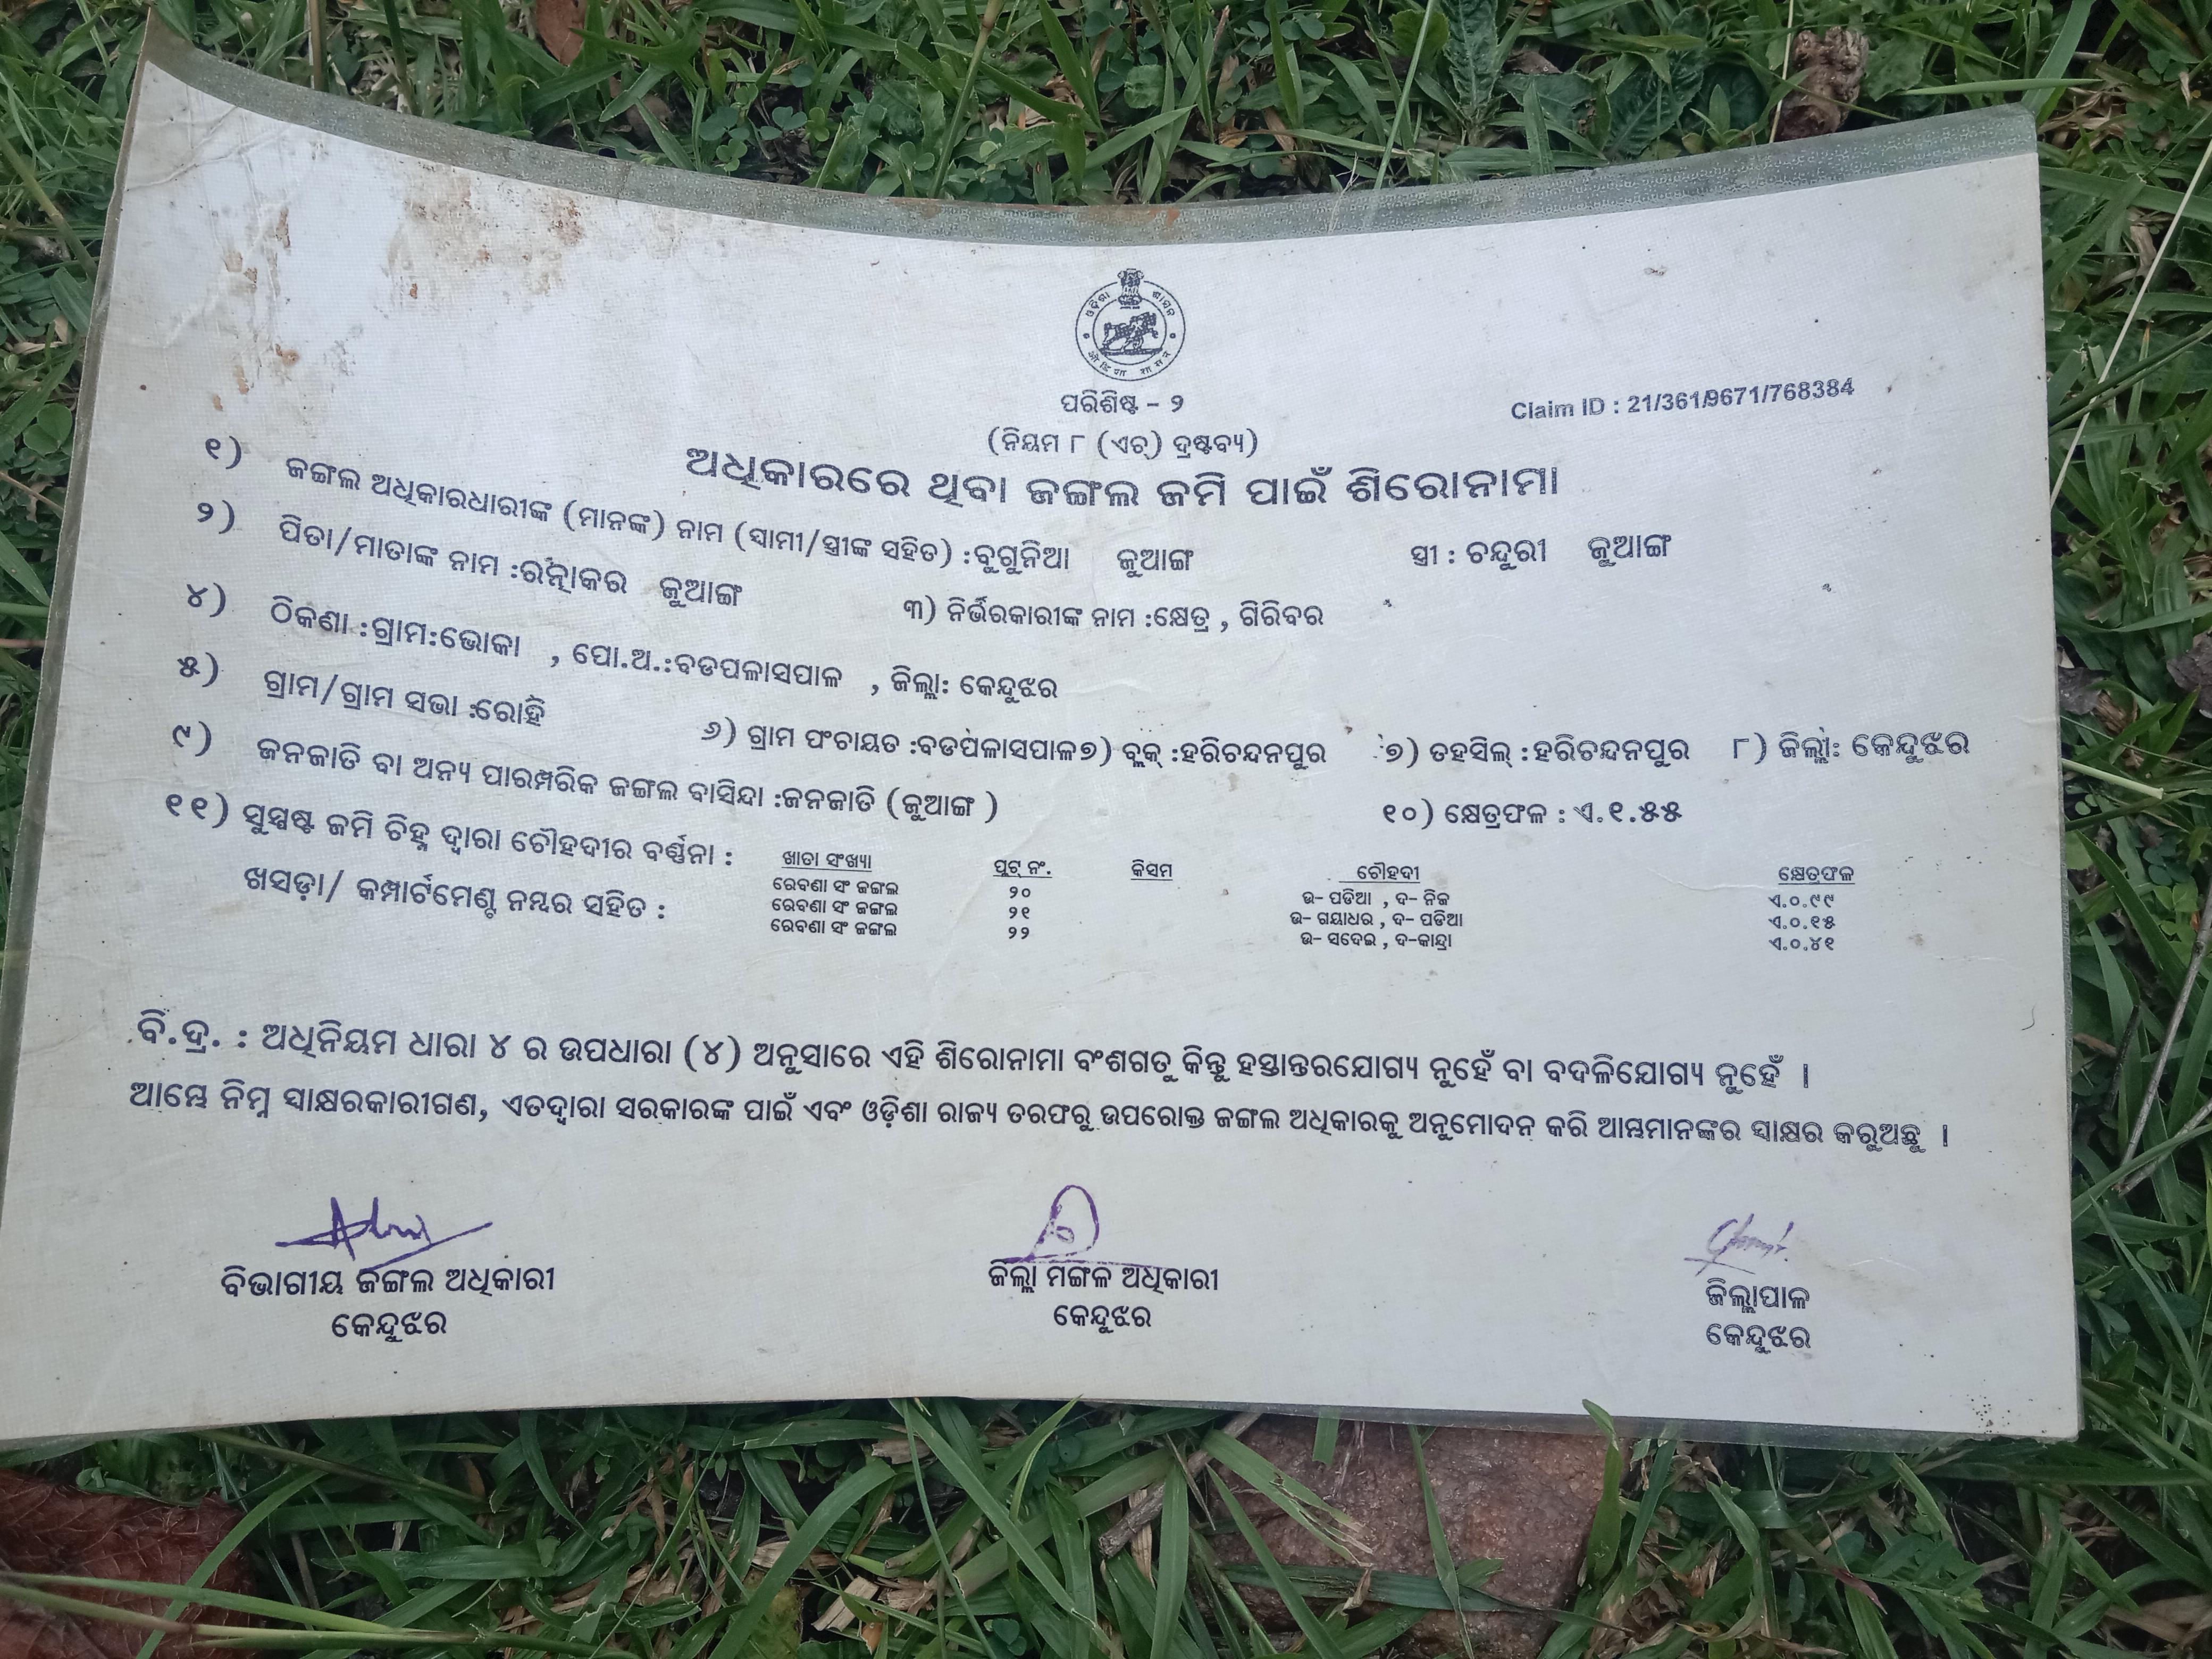 ଓଡ଼ିଶା ଶାସନ
ओडिशा शासन
ପରିଶିଷ୍ଟ - ୨
Claim ID : 21/361/9671/768384
(ନିୟମ ୮ (ଏଚ୍) ଦ୍ରଷ୍ଟବ୍ୟ)
ଅଧିକାରରେ ଥିବା ଜଙ୍ଗଲ ଜମି ପାଇଁ ଶିରୋନାମା
୧) ଜଙ୍ଗଲ ଅଧିକାରଧାରୀଙ୍କ (ମାନଙ୍କ) ନାମ (ସ୍ୱାମୀ/ସ୍ତ୍ରୀଙ୍କ ସହିତ) :ବୁଗୁନିଆ ଜୁଆଙ୍ଗ ସ୍ତ୍ରୀ : ଚନ୍ଦୁରୀ ଜୁଆଙ୍ଗ
୨) ପିତା/ମାତାଙ୍କ ନାମ :ରତ୍ନାକର ଜୁଆଙ୍ଗ ୩) ନିର୍ଭରକାରୀଙ୍କ ନାମ :କ୍ଷେତ୍ର , ଗିରିବର
୪) ଠିକଣା :ଗ୍ରାମ:ଭୋକା , ପୋ.ଅ.:ବଡପଳାସପାଳ , ଜିଲ୍ଲା: କେନ୍ଦୁଝର
୫) ଗ୍ରାମ/ଗ୍ରାମ ସଭା :ରୋହି ୬) ଗ୍ରାମ ପଂଚାୟତ :ବଡପଳାସପାଳ ୭) ବ୍ଲକ୍ :ହରିଚନ୍ଦନପୁର ୭) ତହସିଲ୍ :ହରିଚନ୍ଦନପୁର ୮) ଜିଲ୍ଲା: କେନ୍ଦୁଝର
୯) ଜନଜାତି ବା ଅନ୍ୟ ପାରମ୍ପରିକ ଜଙ୍ଗଲ ବାସିନ୍ଦା :ଜନଜାତି (ଜୁଆଙ୍ଗ ) ୧୦) କ୍ଷେତ୍ରଫଳ : ଏ.୧.୫୫
୧୧) ସୁସ୍ପଷ୍ଟ ଜମି ଚିହ୍ନ ଦ୍ୱାରା ଚୌହଦୀର ବର୍ଣ୍ଣନା :
ଖସଡ଼ା/ କମ୍ପାର୍ଟମେଣ୍ଟ ନମ୍ବର ସହିତ :
ଖାତା ସଂଖ୍ୟା ପ୍ଲଟ୍ ନଂ. କିସମ ଚୌହଦୀ କ୍ଷେତ୍ରଫଳ
ରେବଣା ସଂ ଜଙ୍ଗଲ ୨୦ ଉ- ପଡିଆ , ଦ- ନିଜ ଏ.୦.୯୯
ରେବଣା ସଂ ଜଙ୍ଗଲ ୨୧ ଉ- ଗୟାଧର , ଦ- ପଡିଆ ଏ.୦.୧୫
ରେବଣା ସଂ ଜଙ୍ଗଲ ୨୨ ଉ- ସଦେଇ , ଦ-କାନ୍ଦ୍ରା ଏ.୦.୪୧
ବି.ଦ୍ର. : ଅଧିନିୟମ ଧାରା ୪ ର ଉପଧାରା (୪) ଅନୁସାରେ ଏହି ଶିରୋନାମା ବଂଶଗତ କିନ୍ତୁ ହସ୍ତାନ୍ତରଯୋଗ୍ୟ ନୁହେଁ ବା ବଦଳିଯୋଗ୍ୟ ନୁହେଁ ।
ଆମ୍ଭେ ନିମ୍ନ ସ୍ୱାକ୍ଷରକାରୀଗଣ, ଏତଦ୍ୱାରା ସରକାରଙ୍କ ପାଇଁ ଏବଂ ଓଡ଼ିଶା ରାଜ୍ୟ ତରଫରୁ ଉପରୋକ୍ତ ଜଙ୍ଗଲ ଅଧିକାରକୁ ଅନୁମୋଦନ କରି ଆମ୍ଭମାନଙ୍କର ସ୍ୱାକ୍ଷର କରୁଅଛୁ ।
ବିଭାଗୀୟ ଜଙ୍ଗଲ ଅଧିକାରୀ
କେନ୍ଦୁଝର
ଜିଲ୍ଲା ମଙ୍ଗଳ ଅଧିକାରୀ
କେନ୍ଦୁଝର
ଜିଲ୍ଲାପାଳ
କେନ୍ଦୁଝର